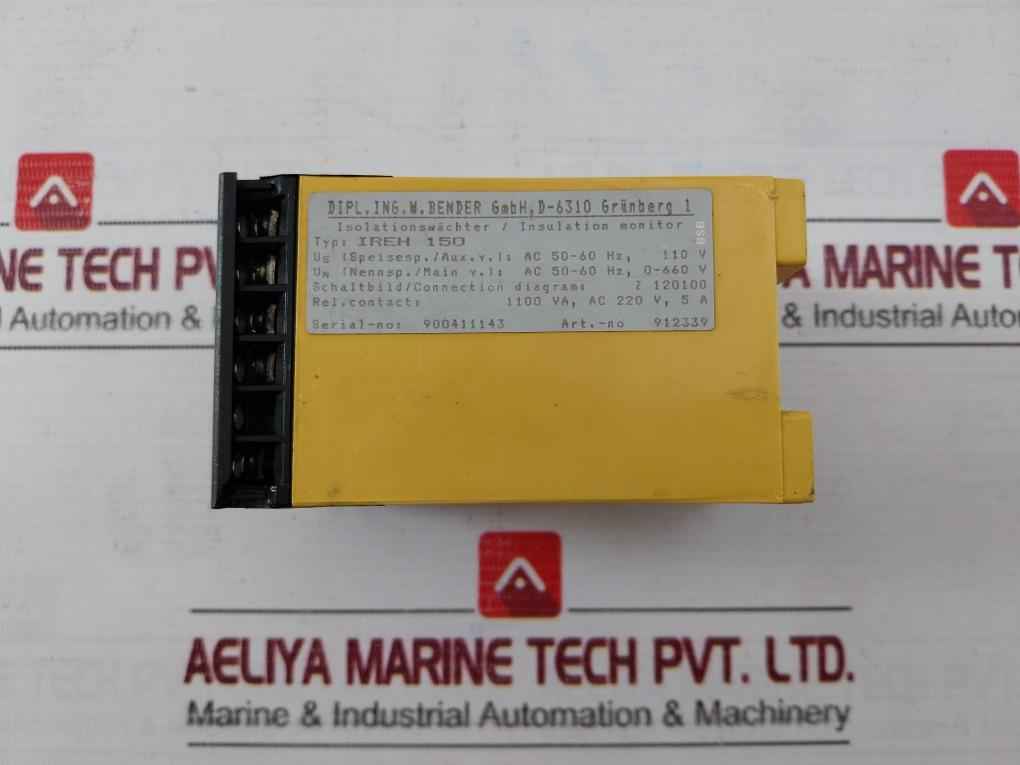 DIPL.ING.W.BENDER GmbH,D-6310 Grünberg 1
Isolationswächter / Insulation monitor
Typ: IREH 150
BSB
US (Speisesp./Aux.v.): AC 50-60 Hz, 110 V
UN (Nennsp./Main v.): AC 50-60 Hz, 0-660 V
Schaltbild/Connection diagram: Z 120100
Rel.contact: 1100 VA, AC 220 V, 5 A
Serial-no: 900411143 Art.-no 912339
NE TECH PV
l Automation &
A MARINE
& Industrial Auto
AELIYA MARINE TECH PVT. LTD.
Marine & Industrial Automation & Machinery